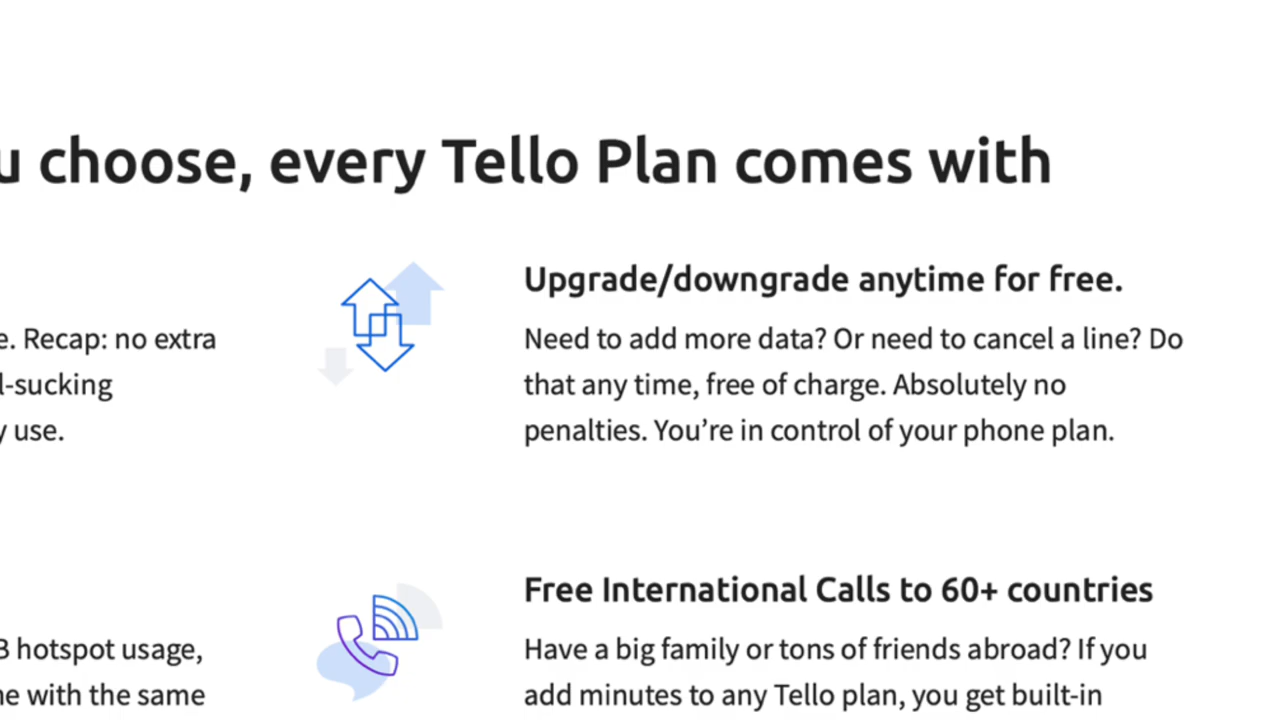 choose, every Tello Plan comes with
Upgrade/downgrade anytime for free.
e. Recap: no extra
Need to add more data? Or need to cancel a line? Do
-sucking
that any time, free of charge. Absolutely no
use.
penalties. You’re in control of your phone plan.
Free International Calls to 60+ countries
hotspot usage,
Have a big family or tons of friends abroad? If you
with the same
add minutes to any Tello plan, you get built-in